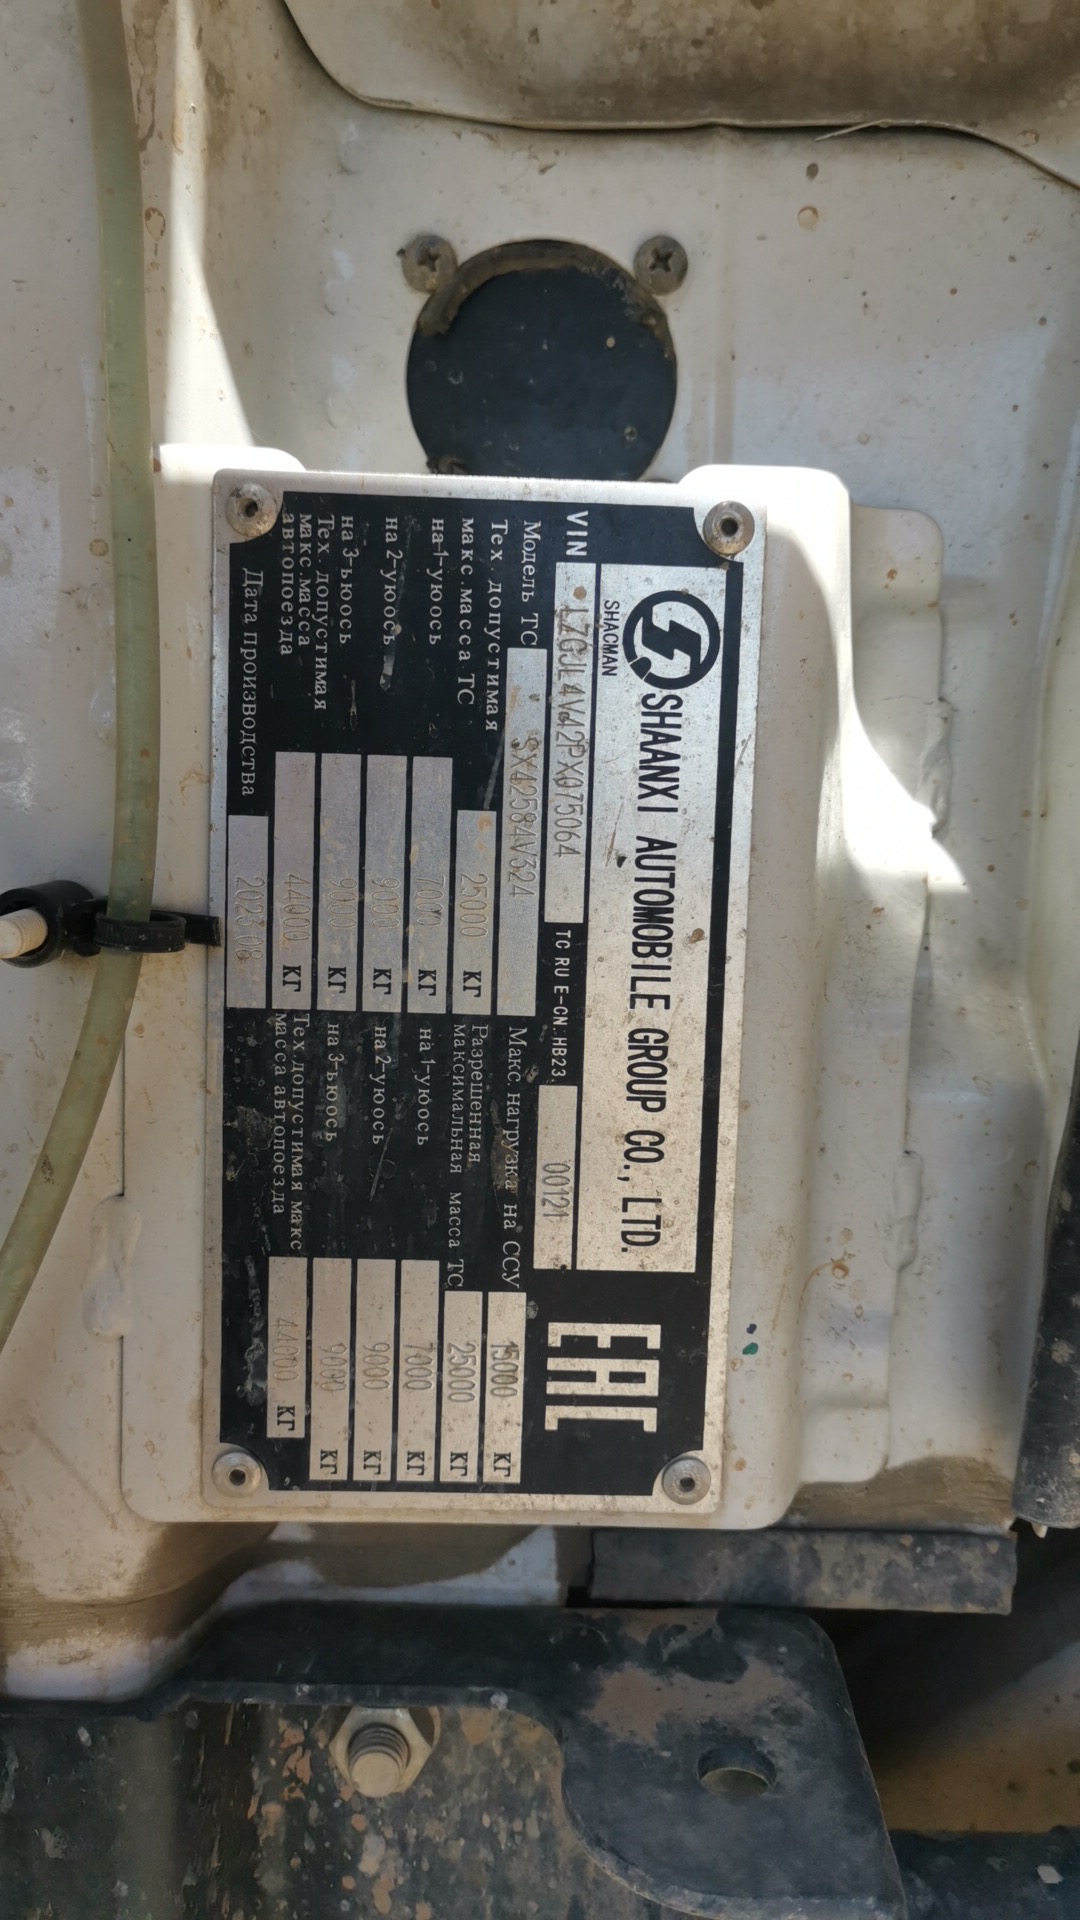 SHAANXI AUTOMOBILE GROUP CO., LTD.
SHACMAN
EAC
VIN LZGJL4V42PX075064 ТС RU Е-CN.НВ23. 00121
Модель ТС SX42584V324 Макс.нагрузка на ССУ 15000 кг
Тех. допустимая макс.масса ТС 25000 кг Разрешенная максимальная масса ТС 25000 кг
на 1-ую ось 7000 кг на 1-ую ось 7000 кг
на 2-ую ось 9000 кг на 2-ую ось 9000 кг
на 3-ью ось 9000 кг на 3-ью ось 9000 кг
Тех.допустимая макс.масса автопоезда 44000 кг Тех.допустимая макс масса автопоезда 44000 кг
Дата производства 2023 08